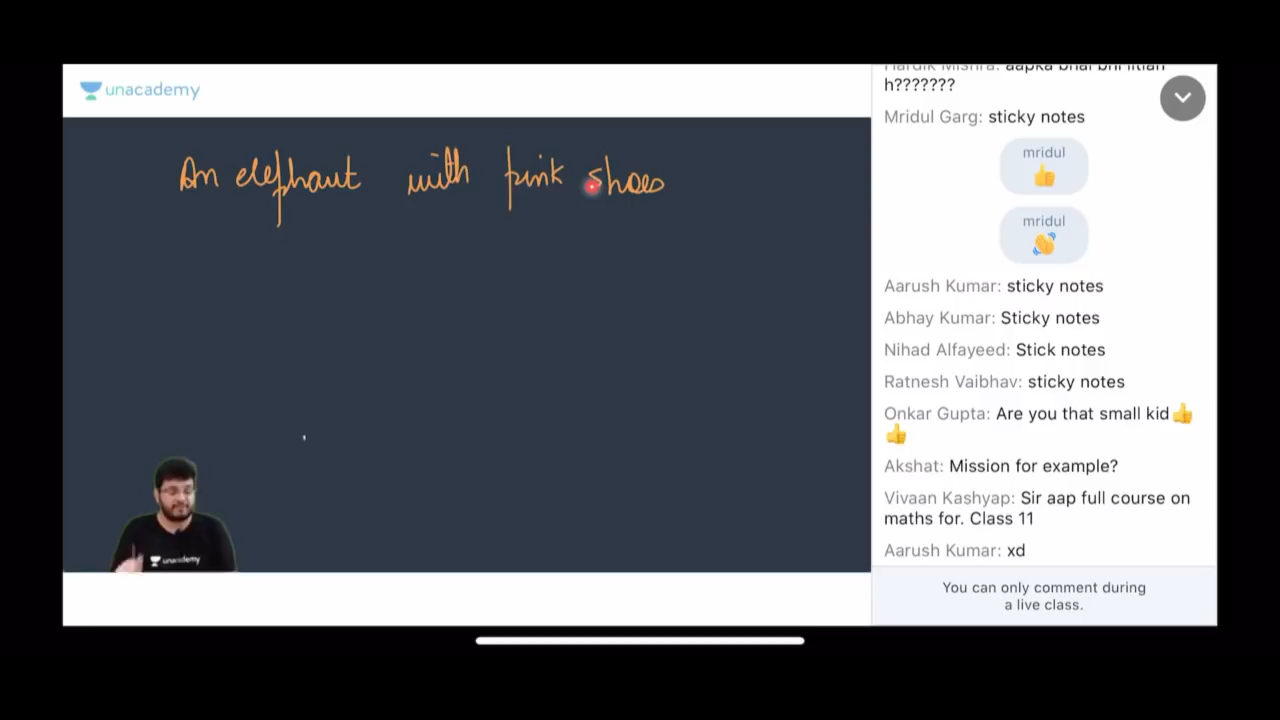 unacademy
An elephant with pink shoes
unacademy
h???????
Mridul Garg: sticky notes
mridul
👍
mridul
👋
Aarush Kumar: sticky notes
Abhay Kumar: Sticky notes
Nihad Alfayeed: Stick notes
Ratnesh Vaibhav: sticky notes
Onkar Gupta: Are you that small kid👍
👍
Akshat: Mission for example?
Vivaan Kashyap: Sir aap full course on
maths for. Class 11
Aarush Kumar: xd
You can only comment during
a live class.